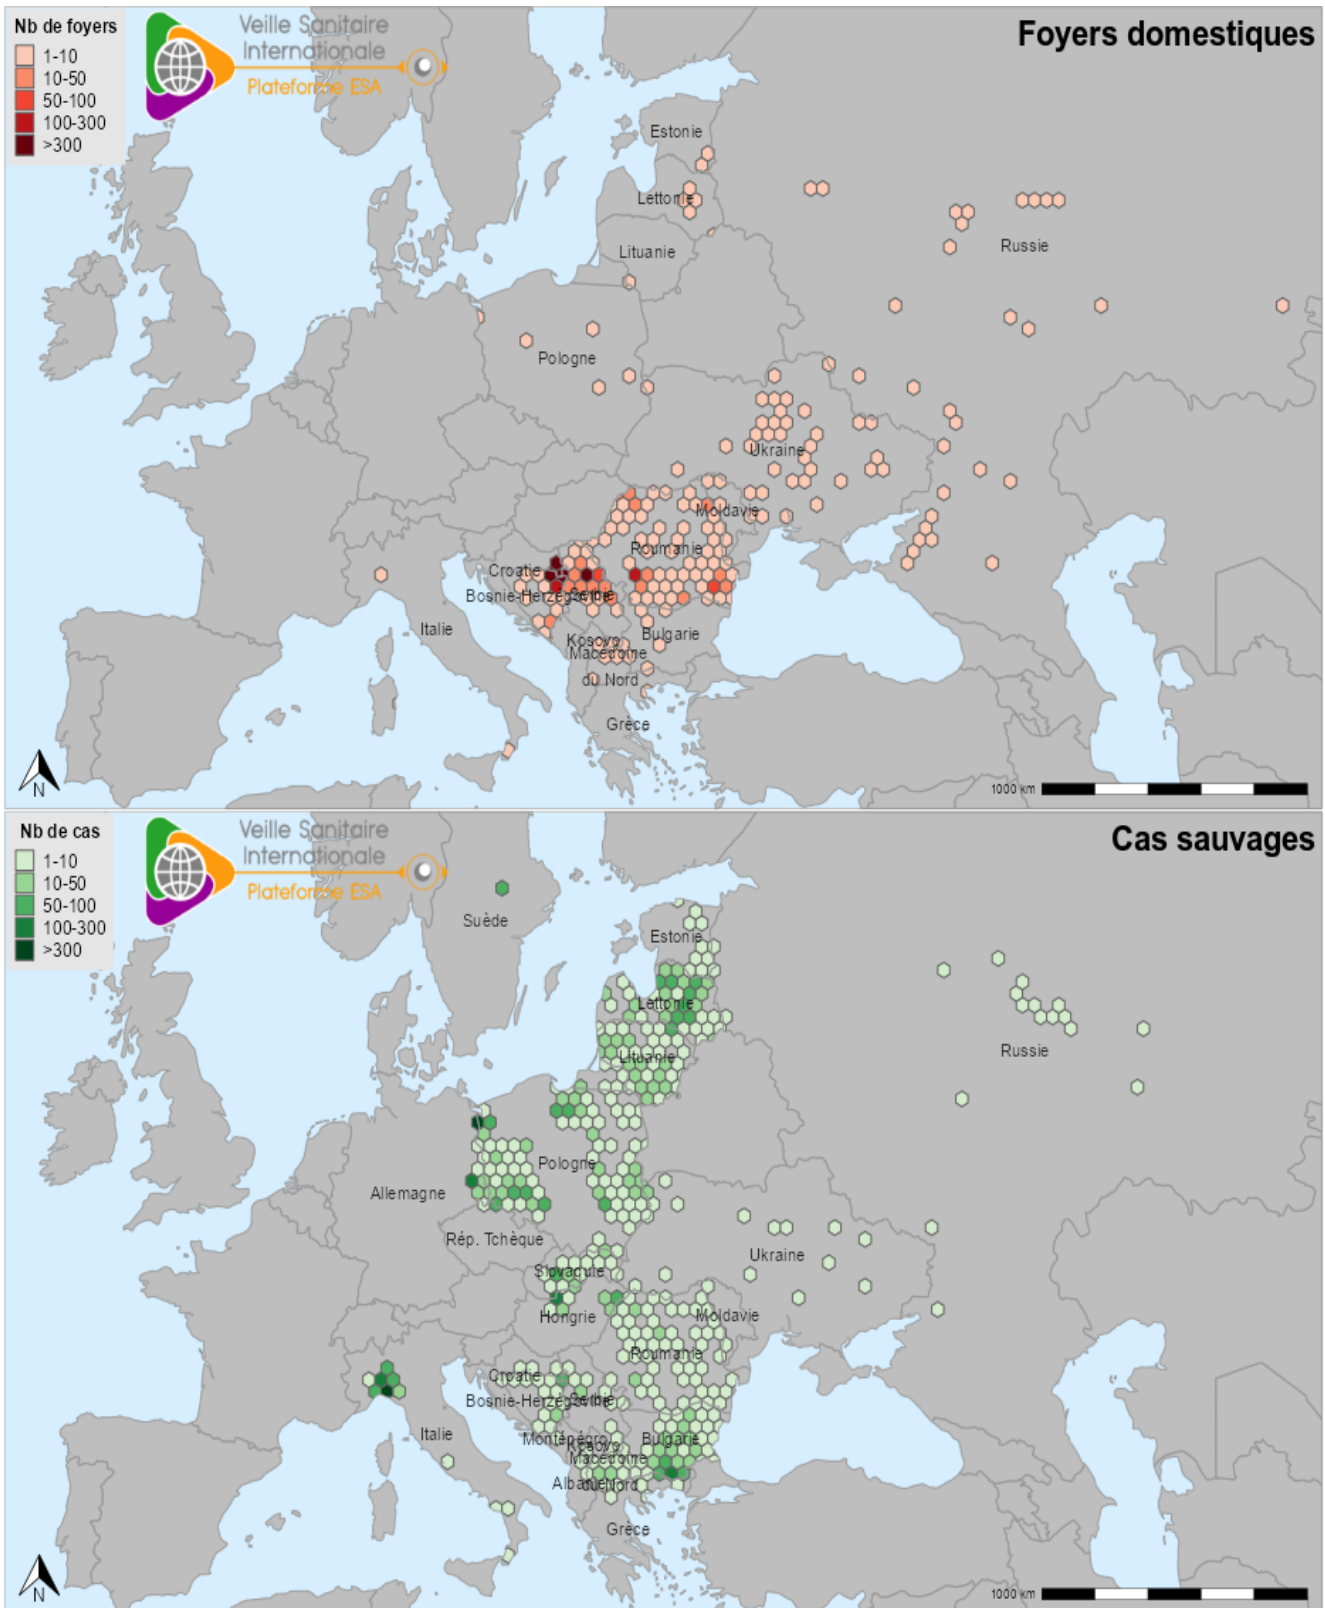 Nb de foyers
1-10
10-50
50-100
100-300
>300
Veille Sanitaire
Internationale
Plateforme ESA
Foyers domestiques
Estonie
Lettonie
Lituanie
Russie
Pologne
Ukraine
Moldavie
Roumanie
Croatie
Bosnie-Herzégovine
Serbie
Italie
Kosovo
Bulgarie
Macédoine
du Nord
Grèce
N
1000 km
Nb de cas
1-10
10-50
50-100
100-300
>300
Veille Sanitaire
Internationale
Plateforme ESA
Cas sauvages
Suède
Estonie
Lettonie
Lituanie
Russie
Pologne
Allemagne
Rép. Tchèque
Ukraine
Slovaquie
Hongrie
Moldavie
Roumanie
Croatie
Bosnie-Herzégovine
Serbie
Italie
Monténégro
Kosovo
Bulgarie
Macédoine
du Nord
Albanie
Grèce
N
1000 km